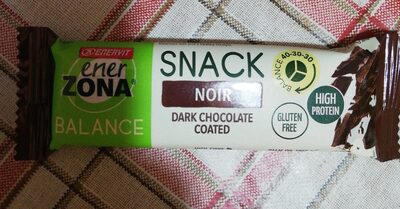 ENERVIT
ener
ZONA
BALANCE
SNACK
NOIR
DARK CHOCOLATE
COATED
BALANCE 40-30-30
GLUTEN
FREE
HIGH
PROTEIN